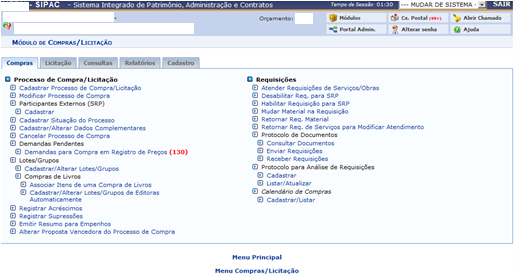 SIPAC - Sistema Integrado de Patrimônio, Administração e Contratos
Tempo de Sessão: 01:30 --- MUDAR DE SISTEMA --- SAIR
Orçamento:
Módulos Cx. Postal (99+) Abrir Chamado
Portal Admin. Alterar senha Ajuda
MÓDULO DE COMPRAS/LICITAÇÃO
Compras Licitação Consultas Relatórios Cadastro
Processo de Compra/Licitação
Cadastrar Processo de Compra/Licitação
Modificar Processo de Compra
Participantes Externos (SRP)
Cadastrar
Cadastrar Situação do Processo
Cadastrar/Alterar Dados Complementares
Cancelar Processo de Compra
Demandas Pendentes
Demandas para Compra em Registro de Preços (130)
Lotes/Grupos
Cadastrar/Alterar Lotes/Grupos
Compras de Livros
Associar Itens de uma Compra de Livros
Cadastrar/Alterar Lotes/Grupos de Editoras
Automaticamente
Registrar Acréscimos
Registrar Supressões
Emitir Resumo para Empenhos
Alterar Proposta Vencedora do Processo de Compra
Requisições
Atender Requisições de Serviços/Obras
Desabilitar Req. para SRP
Habilitar Requisição para SRP
Mudar Material na Requisição
Retornar Req. Material
Retornar Req. de Serviços para Modificar Atendimento
Protocolo de Documentos
Consultar Documentos
Enviar Requisições
Receber Requisições
Protocolo para Análise de Requisições
Cadastrar
Listar/Atualizar
Calendário de Compras
Cadastrar/Listar
Menu Principal
Menu Compras/Licitação